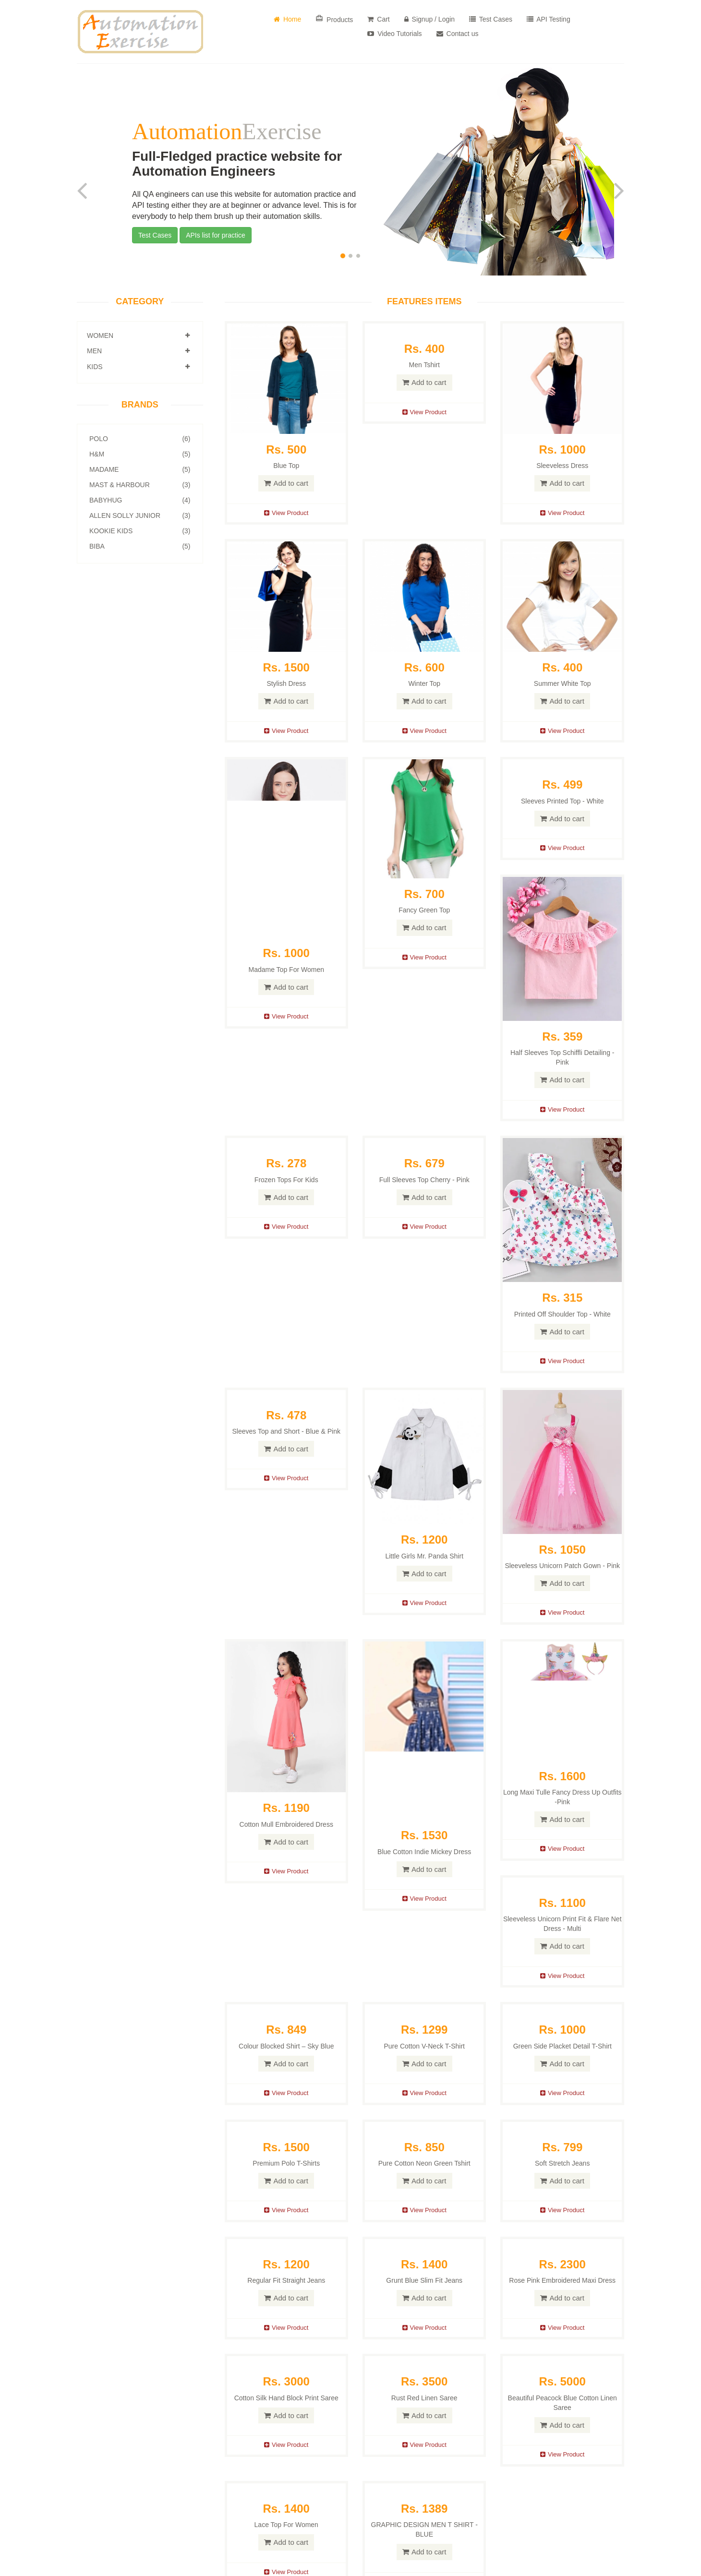 Automation
Exercise
Home
Products
Cart
Signup / Login
Test Cases
API Testing
Video Tutorials
Contact us
AutomationExercise
Full-Fledged practice website for
Automation Engineers
All QA engineers can use this website for automation practice and
API testing either they are at beginner or advance level. This is for
everybody to help them brush up their automation skills.
Test Cases
APIs list for practice
CATEGORY
WOMEN
MEN
KIDS
BRANDS
POLO (6)
H&M (5)
MADAME (5)
MAST & HARBOUR (3)
BABYHUG (4)
ALLEN SOLLY JUNIOR (3)
KOOKIE KIDS (3)
BIBA (5)
FEATURES ITEMS
Rs. 500
Blue Top
Add to cart
View Product
Rs. 400
Men Tshirt
Add to cart
View Product
Rs. 1000
Sleeveless Dress
Add to cart
View Product
Rs. 1500
Stylish Dress
Add to cart
View Product
Rs. 600
Winter Top
Add to cart
View Product
Rs. 400
Summer White Top
Add to cart
View Product
Rs. 1000
Madame Top For Women
Add to cart
View Product
Rs. 700
Fancy Green Top
Add to cart
View Product
Rs. 499
Sleeves Printed Top - White
Add to cart
View Product
Rs. 359
Half Sleeves Top Schiffli Detailing -
Pink
Add to cart
View Product
Rs. 278
Frozen Tops For Kids
Add to cart
View Product
Rs. 679
Full Sleeves Top Cherry - Pink
Add to cart
View Product
Rs. 315
Printed Off Shoulder Top - White
Add to cart
View Product
Rs. 478
Sleeves Top and Short - Blue & Pink
Add to cart
View Product
Rs. 1200
Little Girls Mr. Panda Shirt
Add to cart
View Product
Rs. 1050
Sleeveless Unicorn Patch Gown - Pink
Add to cart
View Product
Rs. 1190
Cotton Mull Embroidered Dress
Add to cart
View Product
Rs. 1530
Blue Cotton Indie Mickey Dress
Add to cart
View Product
Rs. 1600
Long Maxi Tulle Fancy Dress Up Outfits
-Pink
Add to cart
View Product
Rs. 1100
Sleeveless Unicorn Print Fit & Flare Net
Dress - Multi
Add to cart
View Product
Rs. 849
Colour Blocked Shirt – Sky Blue
Add to cart
View Product
Rs. 1299
Pure Cotton V-Neck T-Shirt
Add to cart
View Product
Rs. 1000
Green Side Placket Detail T-Shirt
Add to cart
View Product
Rs. 1500
Premium Polo T-Shirts
Add to cart
View Product
Rs. 850
Pure Cotton Neon Green Tshirt
Add to cart
View Product
Rs. 799
Soft Stretch Jeans
Add to cart
View Product
Rs. 1200
Regular Fit Straight Jeans
Add to cart
View Product
Rs. 1400
Grunt Blue Slim Fit Jeans
Add to cart
View Product
Rs. 2300
Rose Pink Embroidered Maxi Dress
Add to cart
View Product
Rs. 3000
Cotton Silk Hand Block Print Saree
Add to cart
View Product
Rs. 3500
Rust Red Linen Saree
Add to cart
View Product
Rs. 5000
Beautiful Peacock Blue Cotton Linen
Saree
Add to cart
View Product
Rs. 1400
Lace Top For Women
Add to cart
View Product
Rs. 1389
GRAPHIC DESIGN MEN T SHIRT -
BLUE
Add to cart